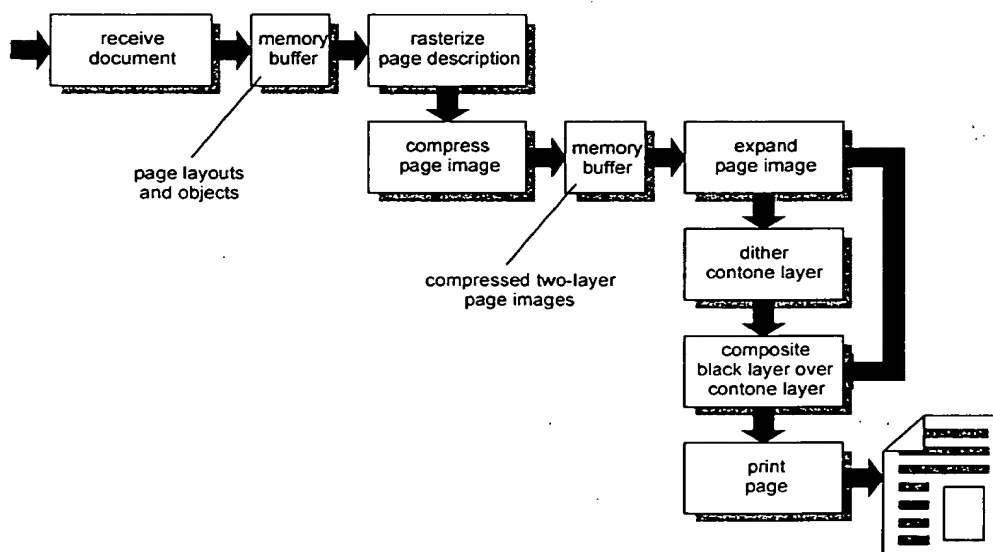 receive
document
memory
buffer
rasterize
page description
page layouts
and objects
compress
page image
memory
buffer
expand
page image
compressed two-layer
page images
dither
contone layer
composite
black layer over
contone layer
print
page